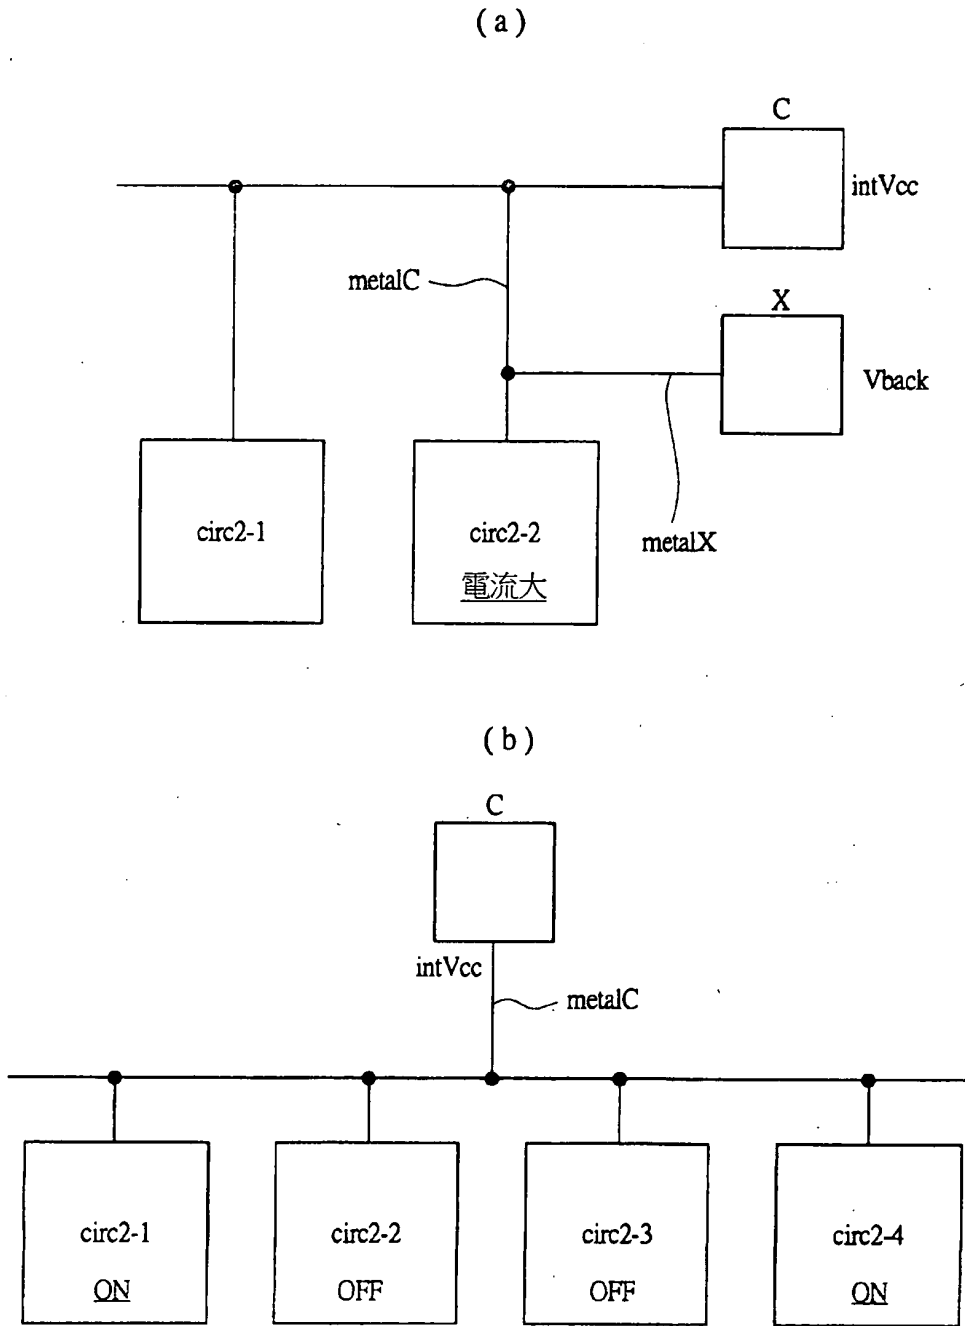 (a)
C
intVcc
metalC
X
Vback
circ2-1
circ2-2
metalX
電流大
(b)
C
intVcc
metalC
circ2-1
circ2-2
circ2-3
circ2-4
ON
OFF
OFF
ON